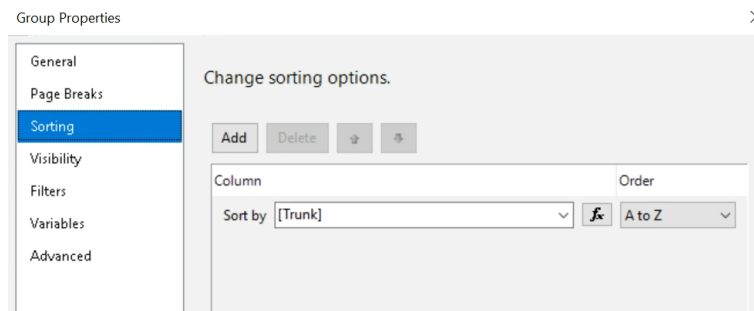 Group Properties
General
Page Breaks
Sorting
Visibility
Filters
Variables
Advanced
Change sorting options.
Add Delete
Column Order
Sort by [Trunk] fx A to Z